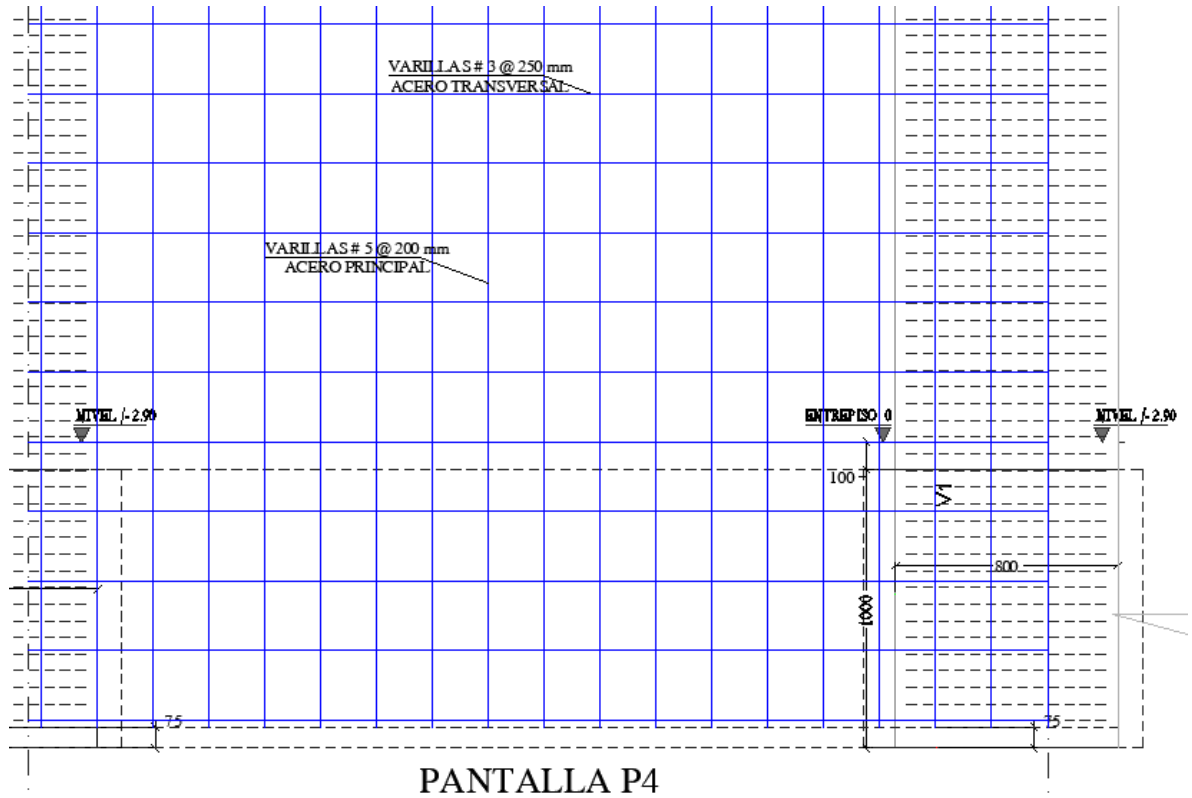 VARILLAS # 3 @ 250 mm
ACERO TRANSVERSAL
VARILLAS # 5 @ 200 mm
ACERO PRINCIPAL
NIVEL /- 2.90
ENTREPISO 0
NIVEL /- 2.90
100
V1
800
1000
75
75
PANTALLA P4